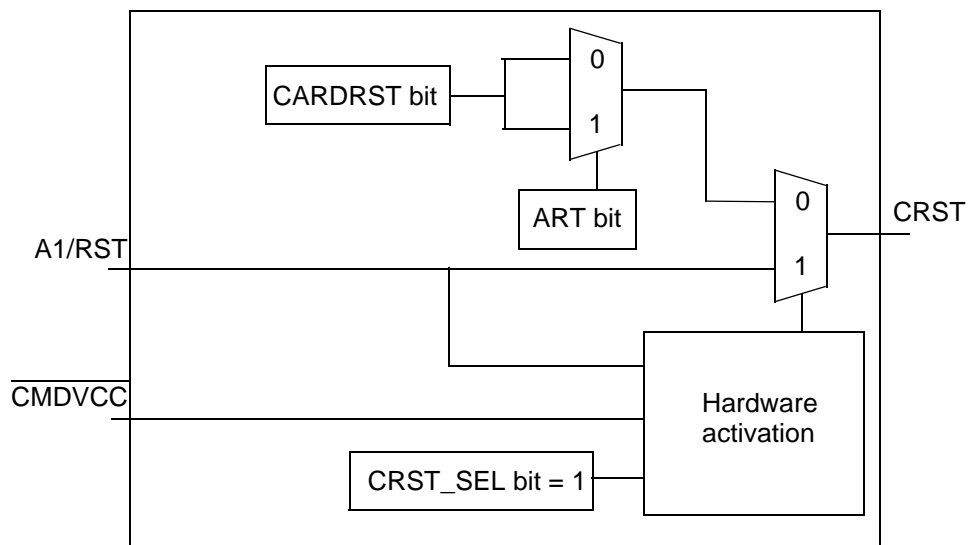 0
CARDRST bit
1
ART bit
0
CRST
A1/RST
1
CMDVCC
Hardware
activation
CRST_SEL bit = 1